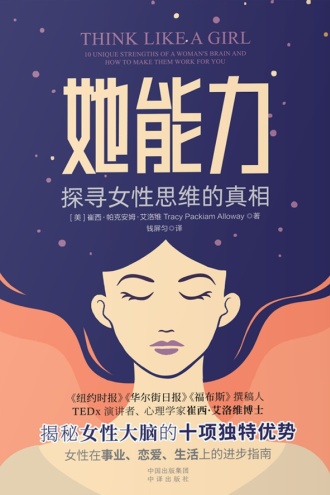 THINK LIKE A GIRL
10 UNIQUE STRENGTHS OF A WOMAN'S BRAIN AND
HOW TO MAKE THEM WORK FOR YOU
她能力
探寻女性思维的真相
[美]崔西·帕克安姆·艾洛维 Tracy Packiam Alloway 著
钱屏匀 译
《纽约时报》《华尔街日报》《福布斯》撰稿人
TEDx 演讲者、心理学家崔西·艾洛维博士
揭秘女性大脑的十项独特优势
女性在事业、恋爱、生活上的进步指南
中国出版集团
中译出版社